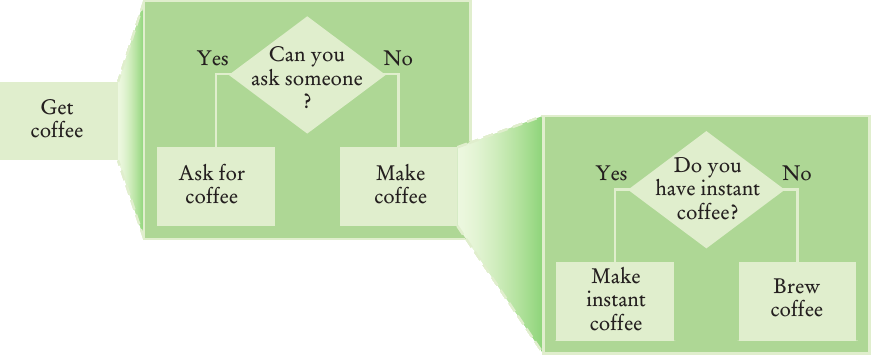 Get
coffee
Yes
Can you
ask someone
?
No
Ask for
coffee
Make
coffee
Yes
Do you
have instant
coffee?
No
Make
instant
coffee
Brew
coffee